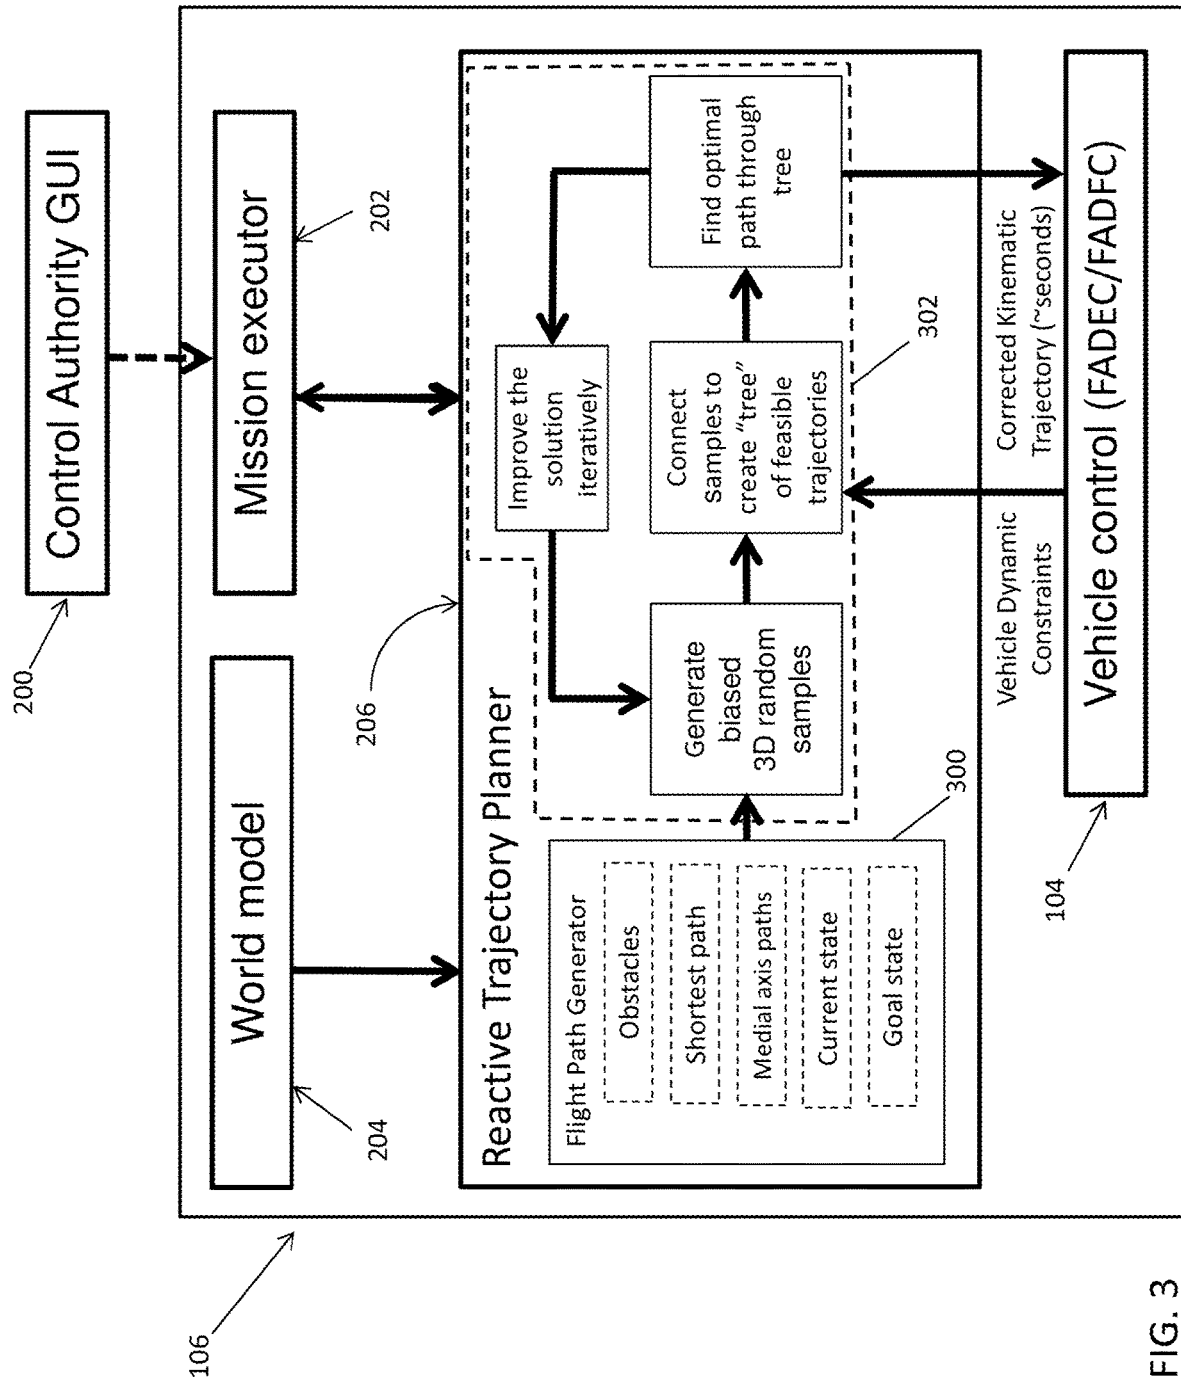 200
Control Authority GUI
106
204
World model
Mission executor
202
206
Reactive Trajectory Planner
Flight Path Generator
Obstacles
Shortest path
Medial axis paths
Current state
Goal state
300
Improve the
solution
iteratively
Generate
biased
3D random
samples
Connect
samples to
create “tree”
of feasible
trajectories
Find optimal
path through
tree
302
Vehicle Dynamic
Constraints
Corrected Kinematic
Trajectory (~seconds)
104
Vehicle control (FADEC/FADFC)
FIG. 3